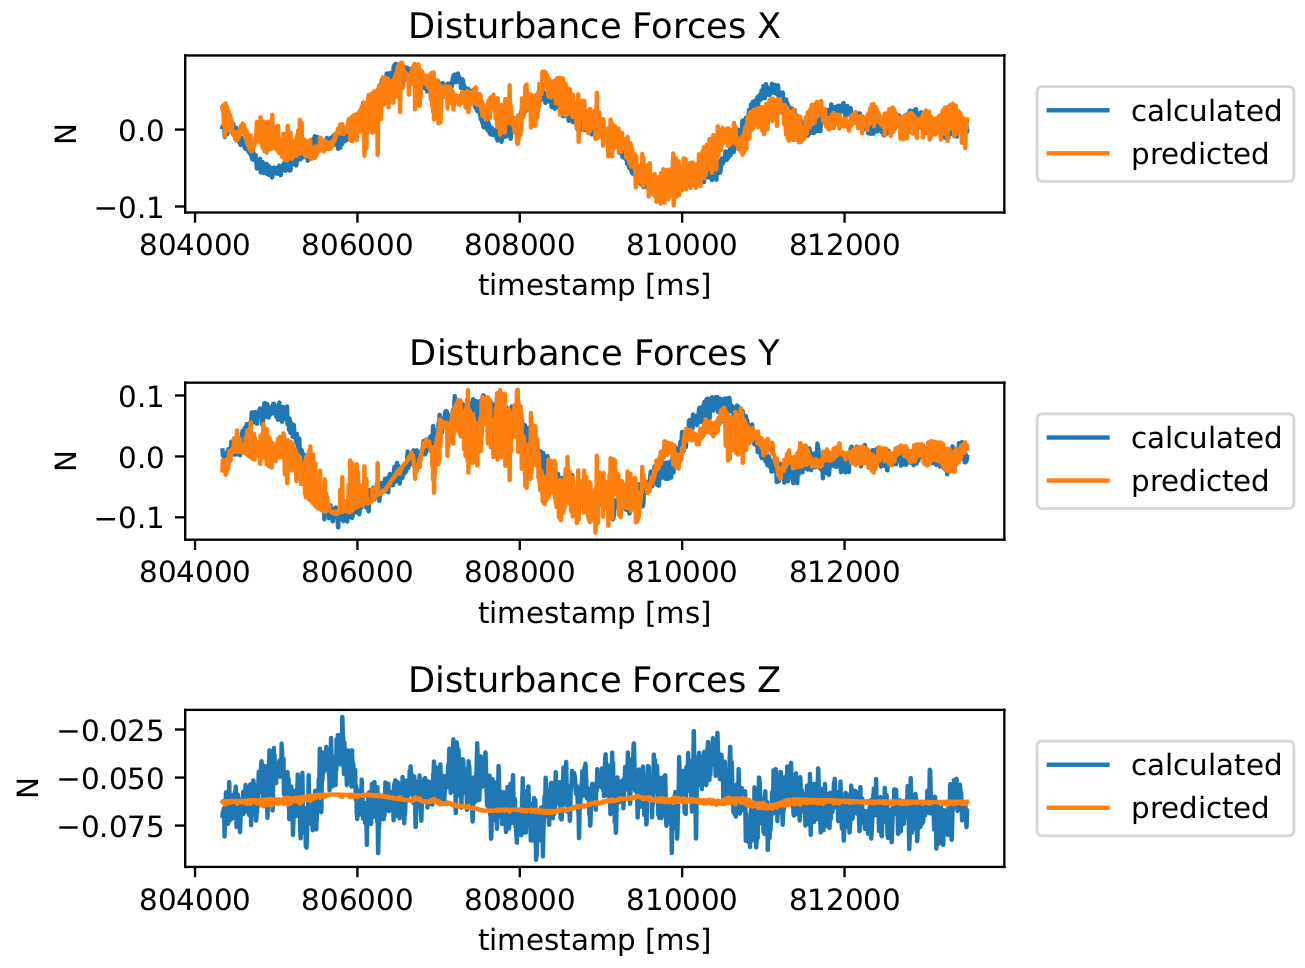 Disturbance Forces X
N
0.0
−0.1
804000 806000 808000 810000 812000
timestamp [ms]
calculated
predicted
Disturbance Forces Y
N
0.1
0.0
−0.1
804000 806000 808000 810000 812000
timestamp [ms]
calculated
predicted
Disturbance Forces Z
N
−0.025
−0.050
−0.075
804000 806000 808000 810000 812000
timestamp [ms]
calculated
predicted